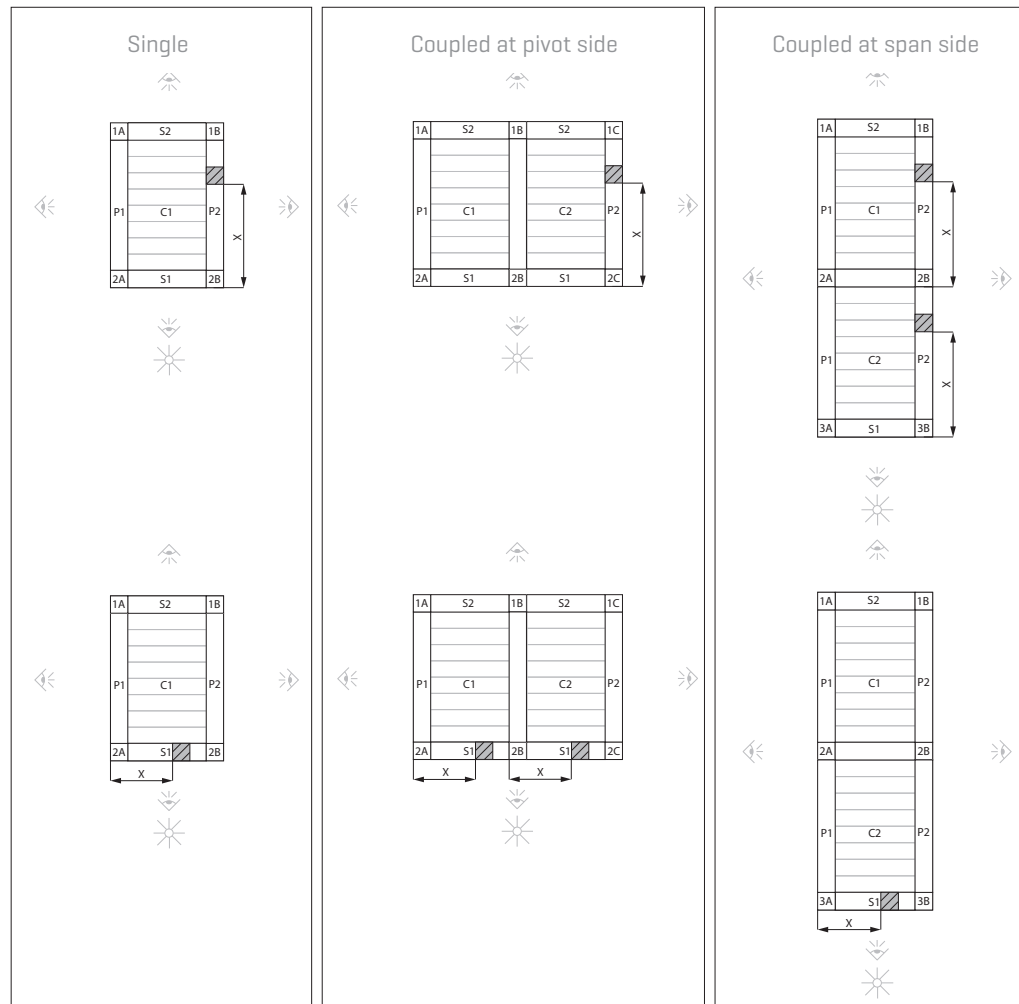 Single
1A S2 1B
P1 C1 P2
X
2A S1 2B
1A S2 1B
P1 C1 P2
2A S1 2B
X
Coupled at pivot side
1A S2 1B S2 1C
P1 C1 C2 P2
X
2A S1 2B S1 2C
1A S2 1B S2 1C
P1 C1 C2 P2
2A S1 2B S1 2C
X X
Coupled at span side
1A S2 1B
P1 C1 P2
X
2A 2B
P1 C2 P2
X
3A S1 3B
1A S2 1B
P1 C1 P2
2A 2B
P1 C2 P2
3A S1 3B
X